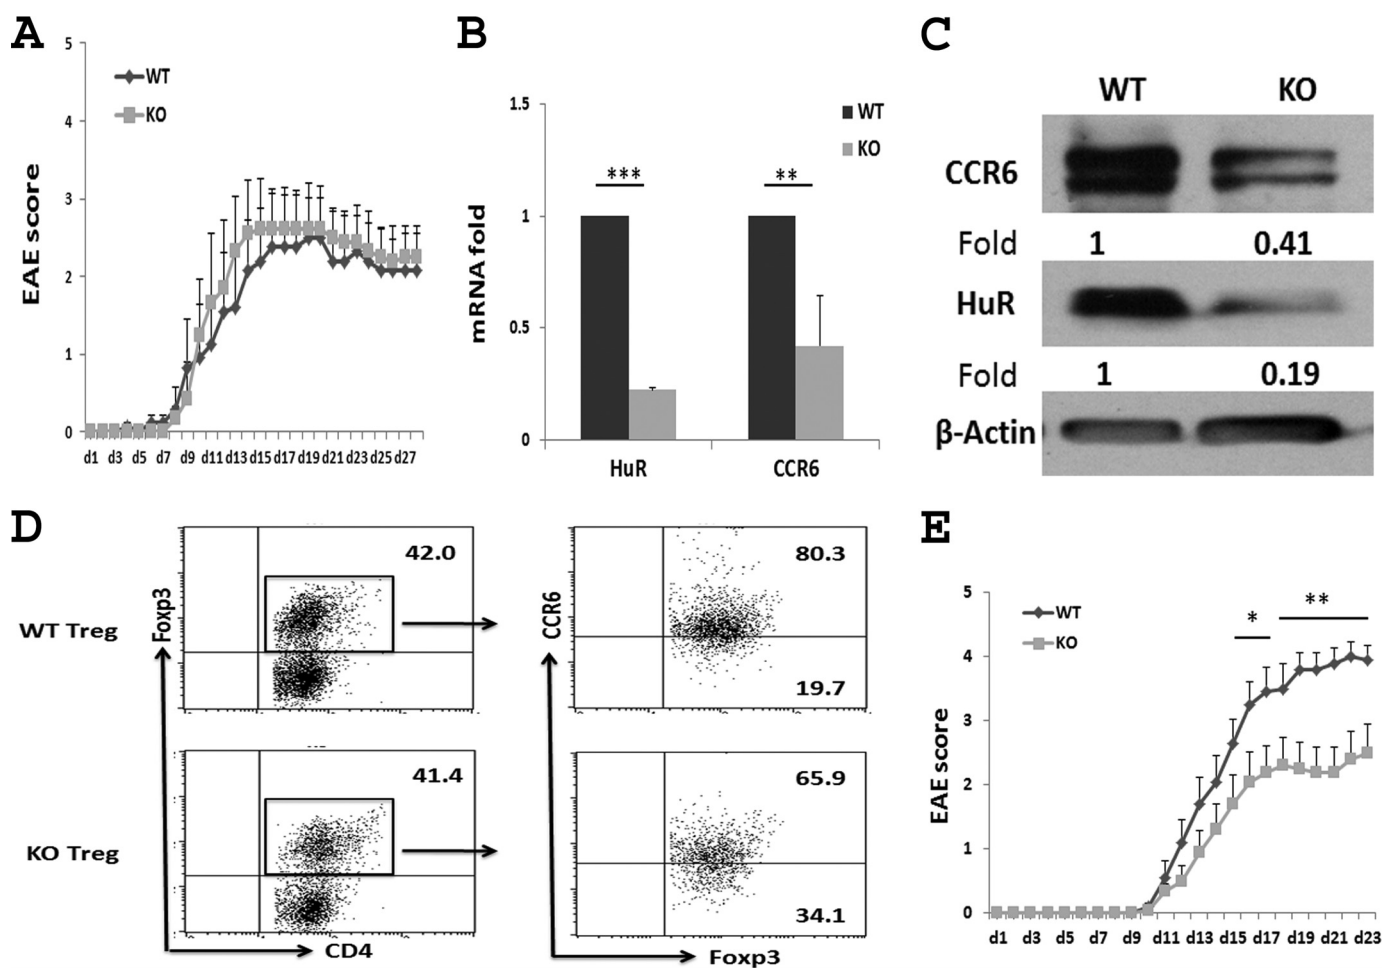 A
5
4
3
2
1
0
EAE score
WT
KO
d1 d3 d5 d7 d9 d11 d13 d15 d17 d19 d21 d23 d25 d27
B
1.5
1
0.5
0
mRNA fold
WT
KO
*** **
HuR CCR6
C
WT KO
CCR6
Fold 1 0.41
HuR
Fold 1 0.19
β-Actin
D
WT Treg
Foxp3
42.0
CCR6
80.3
19.7
KO Treg
41.4
65.9
34.1
CD4
Foxp3
E
5
4
3
2
1
0
EAE score
WT
KO
* **
d1 d3 d5 d7 d9 d11 d13 d15 d17 d19 d21 d23